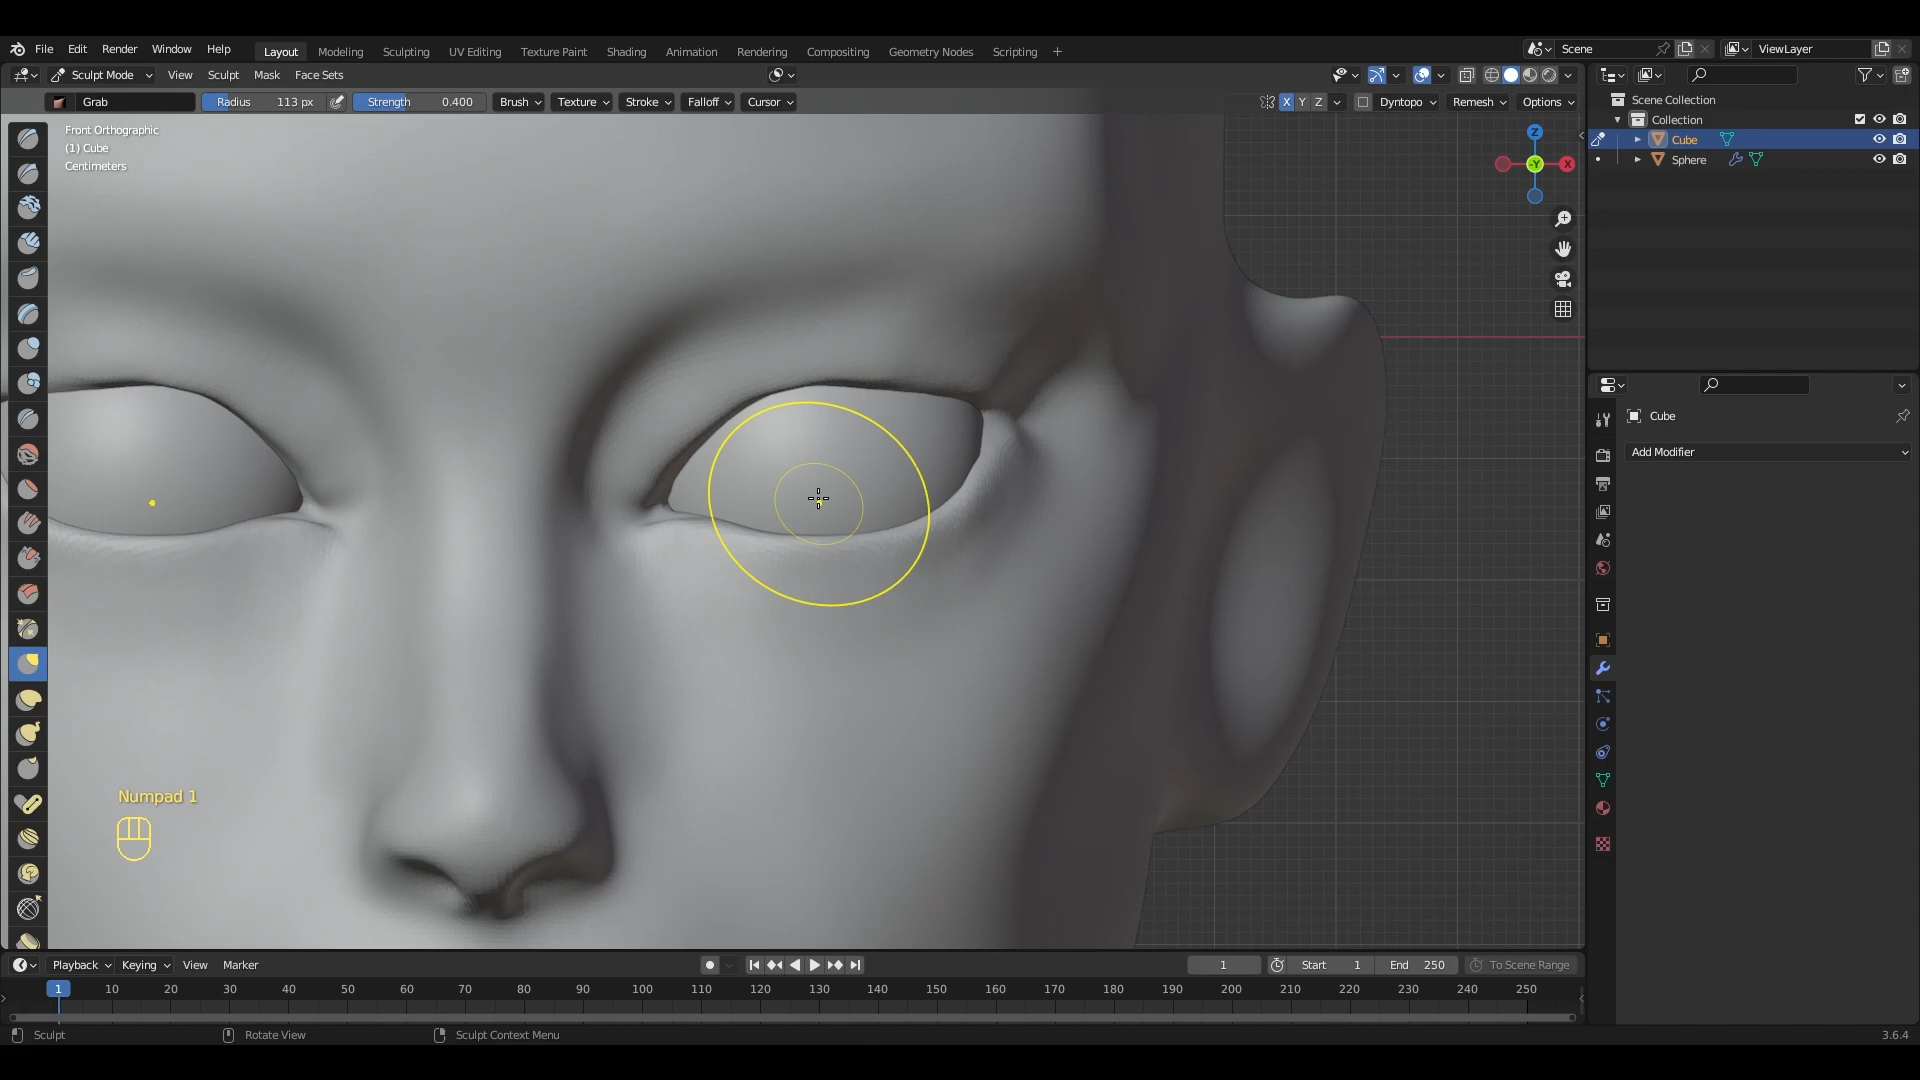 File Edit Render Window Help Layout Modeling Sculpting UV Editing Texture Paint Shading Animation Rendering Compositing Geometry Nodes Scripting + Scene ViewLayer
Sculpt Mode View Sculpt Mask Face Sets
Grab Radius 113 px Strength 0.400 Brush Texture Stroke Falloff Cursor X Y Z Dyntopo Remesh Options
Front Orthographic
(1) Cube
Centimeters
Z
-Y
X
Scene Collection
Collection
Cube
Sphere
Cube
Add Modifier
Numpad 1
Playback Keying View Marker 1 Start 1 End 250 To Scene Range
1 10 20 30 40 50 60 70 80 90 100 110 120 130 140 150 160 170 180 190 200 210 220 230 240 250
Sculpt Rotate View Sculpt Context Menu 3.6.4